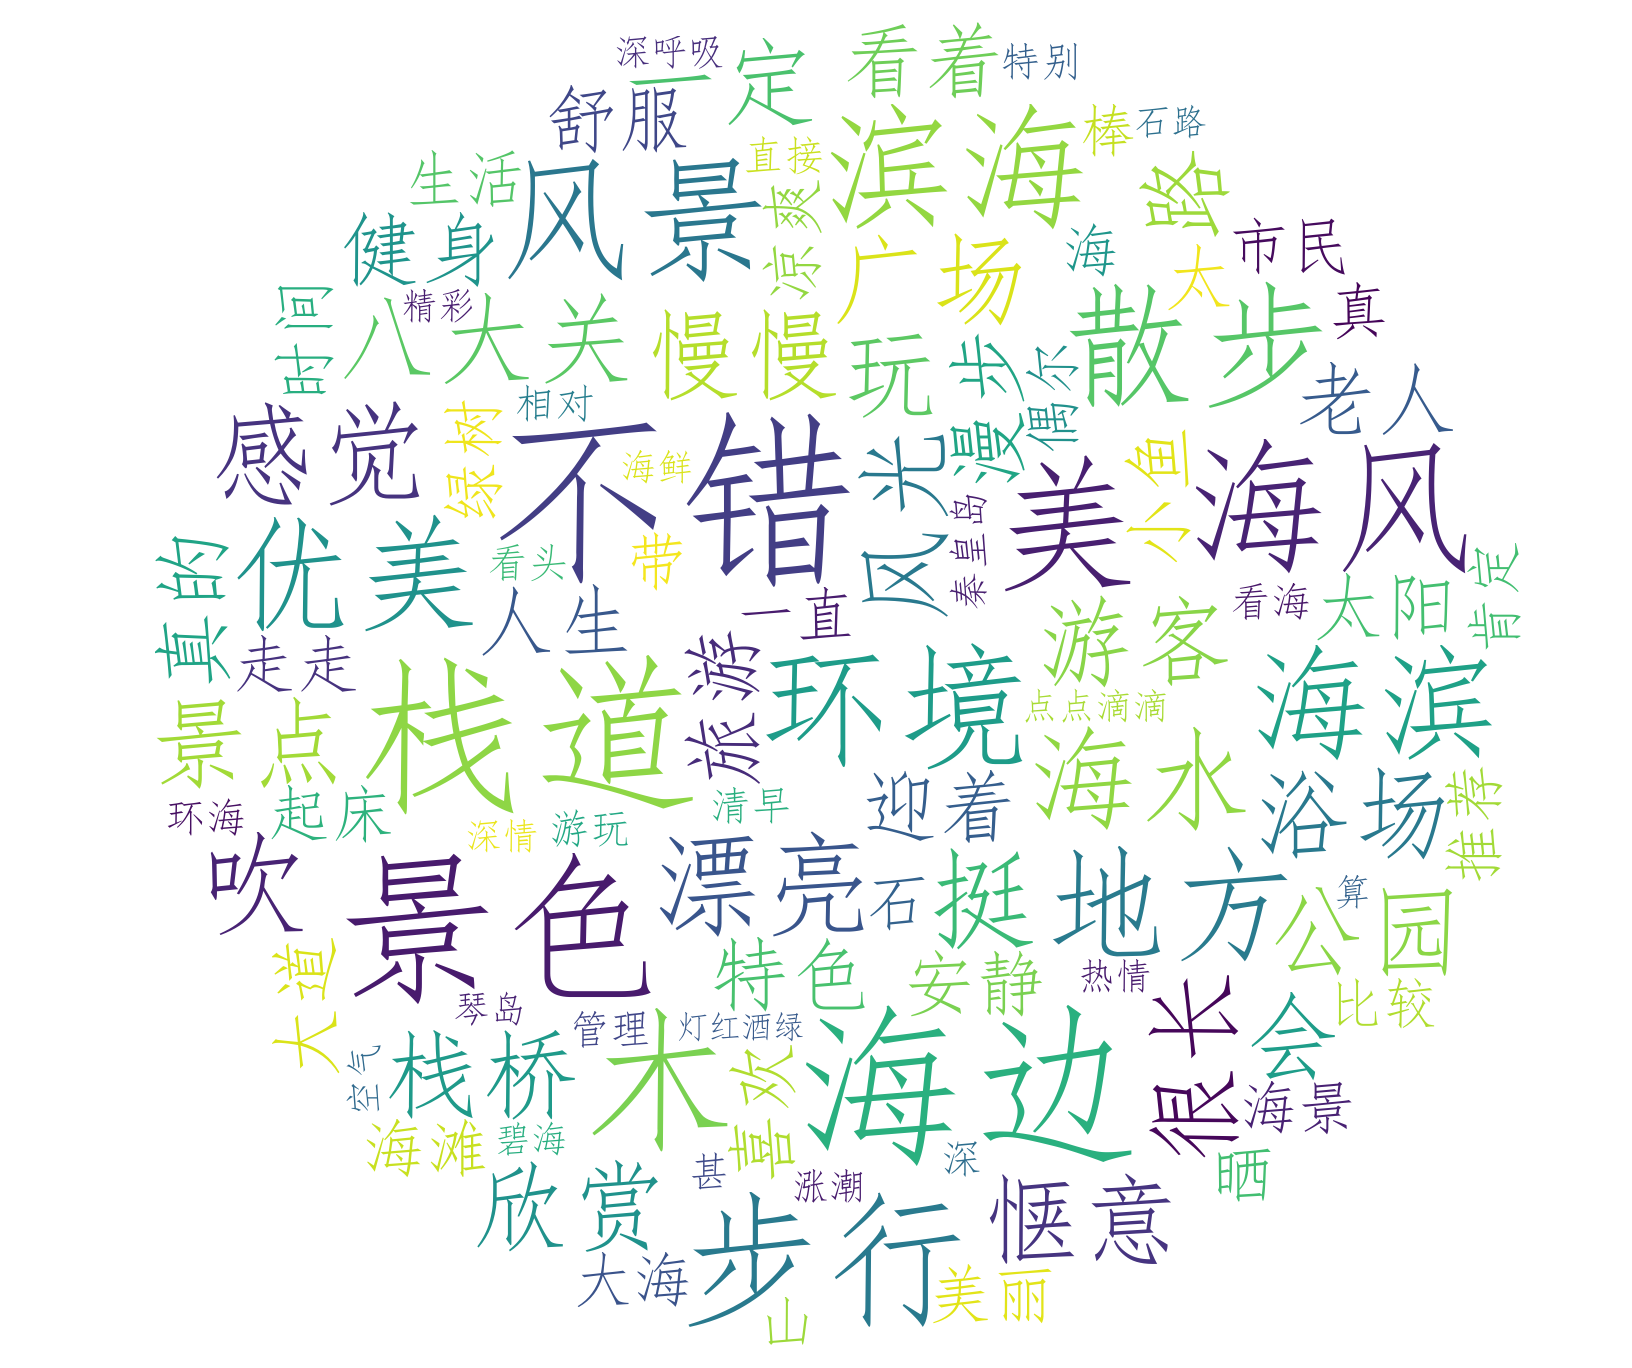 深呼吸
一定
看着
特别
舒服
直接
滨海
棒
石路
生活
风景
凉爽
路
健身
广场
海
太
市民
时间
精彩
八大关
慢慢
玩
散步
真
漫步
偶尔
老人
感觉
绿树
相对
不错
海鲜
风光
美
小鱼
海风
真的
优美
看头
带
秦皇岛
看海
太阳
肯定
走走
人生
一直
旅游
游客
环境
海滨
景点
栈道
点点滴滴
海水
浴场
推荐
环海
起床
深情
游玩
清早
迎着
吹
景色
漂亮
石
挺
地方
算
公园
大道
琴岛
特色
安静
热情
很长
会
比较
管理
灯红酒绿
空气
栈桥
木
喜欢
海边
海景
海滩
碧海
欣赏
甚
涨潮
深
惬意
晒
大海
步行
美丽
山